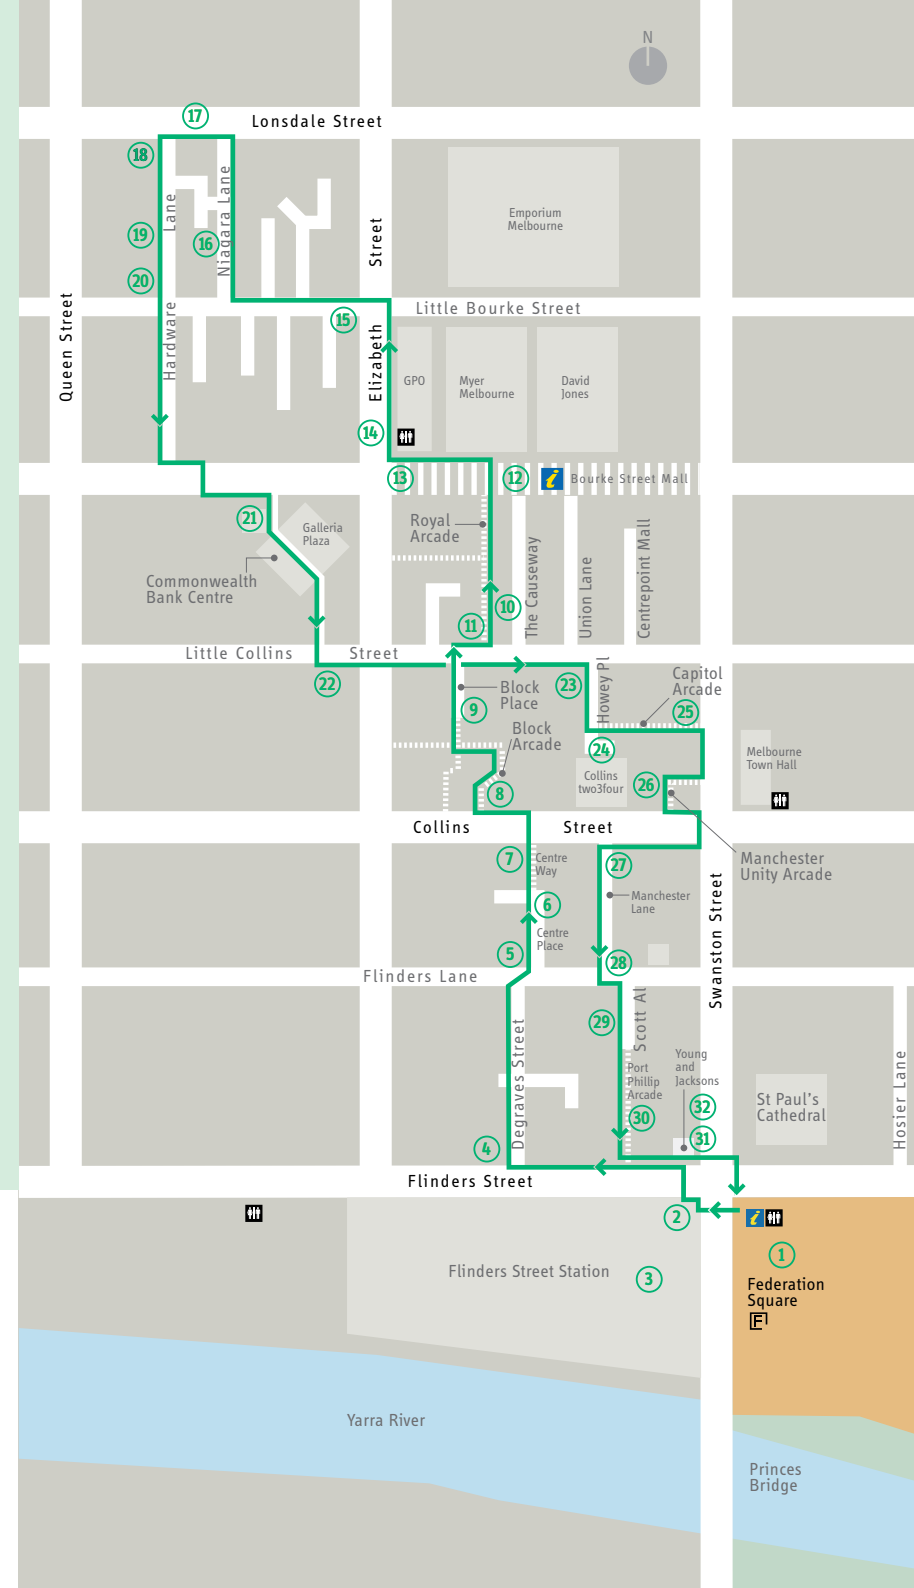 N
17
Lonsdale Street
18
Niagara Lane
Lane
Street
Emporium
Melbourne
19
16
20
Queen Street
Little Bourke Street
15
Hardware
Elizabeth
GPO
Myer
Melbourne
David
Jones
14
13
12
i
Bourke Street Mall
21
Galleria
Plaza
Royal
Arcade
The Causeway
Union Lane
Centrepoint Mall
Commonwealth
Bank Centre
10
11
Little Collins
Street
22
23
Howey Pl
Capitol
Arcade
Block
Place
9
25
Block
Arcade
24
Melbourne
Town Hall
Collins
two3four
26
8
Collins
Street
7
Centre
Way
27
Manchester
Unity Arcade
Manchester
Lane
6
Centre
Place
Swanston Street
5
28
Flinders Lane
29
Scott Al
Degraves Street
Young
and
Jacksons
Port
Phillip
Arcade
Hosier Lane
St Paul's
Cathedral
32
30
31
4
Flinders Street
2
i
1
Flinders Street Station
3
Federation
Square
F
Yarra River
Princes
Bridge